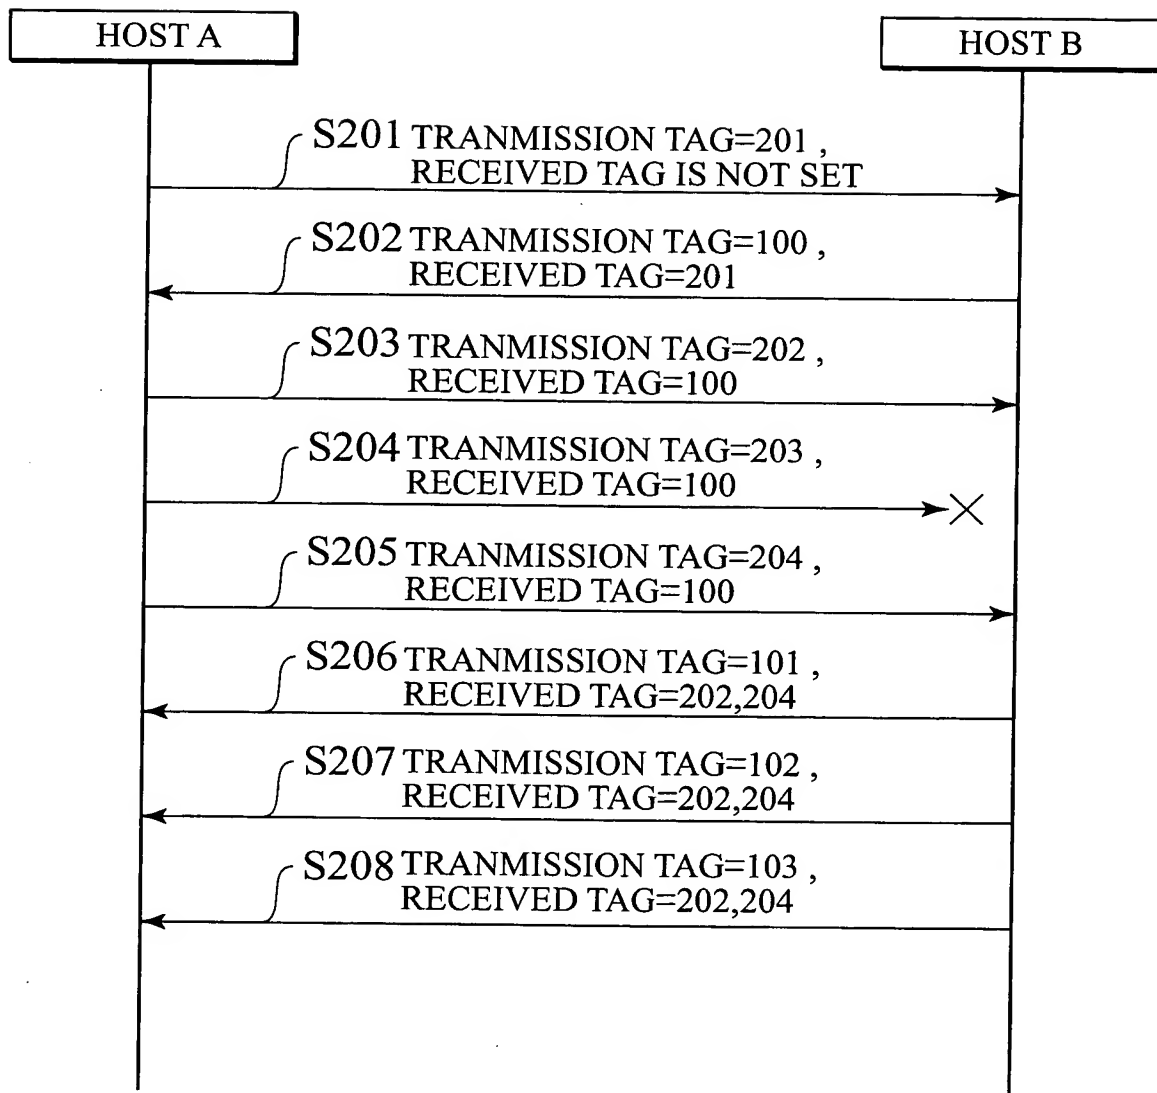 HOST A
HOST B
S201 TRANMISSION TAG=201 ,
RECEIVED TAG IS NOT SET
S202 TRANMISSION TAG=100 ,
RECEIVED TAG=201
S203 TRANMISSION TAG=202 ,
RECEIVED TAG=100
S204 TRANMISSION TAG=203 ,
RECEIVED TAG=100
S205 TRANMISSION TAG=204 ,
RECEIVED TAG=100
S206 TRANMISSION TAG=101 ,
RECEIVED TAG=202,204
S207 TRANMISSION TAG=102 ,
RECEIVED TAG=202,204
S208 TRANMISSION TAG=103 ,
RECEIVED TAG=202,204